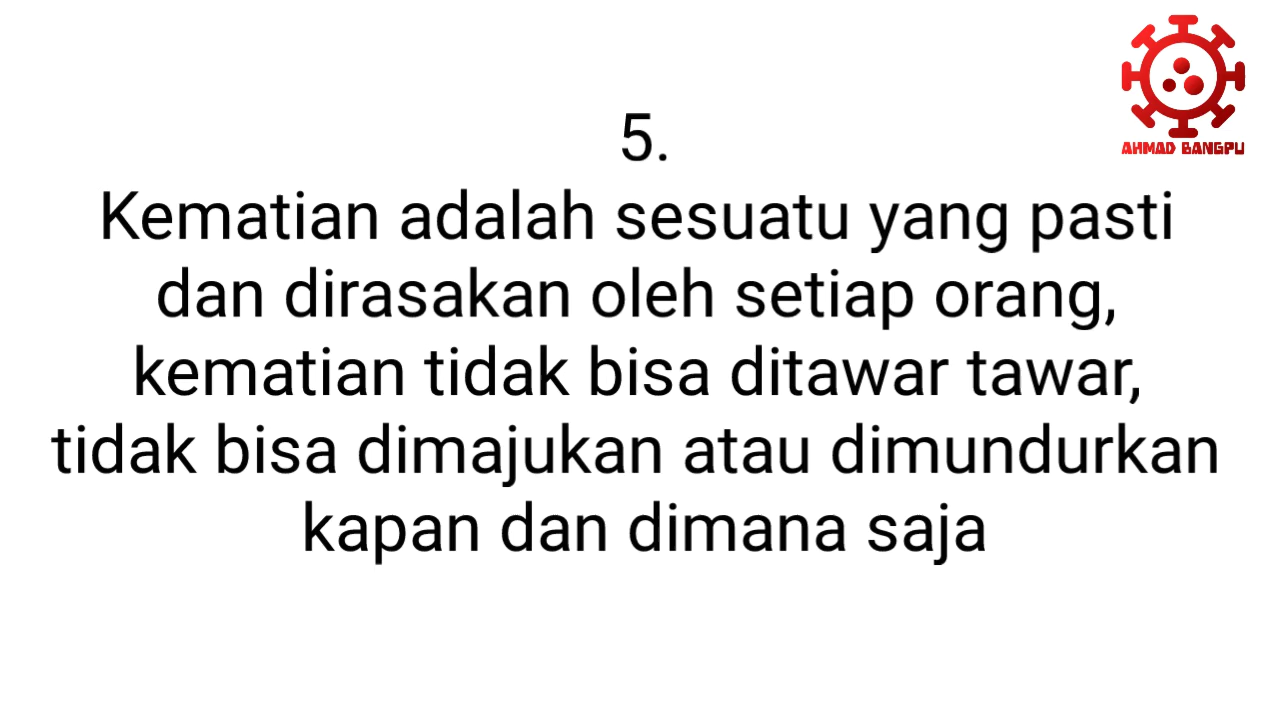 AHMAD BANGPU
5.
Kematian adalah sesuatu yang pasti
dan dirasakan oleh setiap orang,
kematian tidak bisa ditawar tawar,
tidak bisa dimajukan atau dimundurkan
kapan dan dimana saja